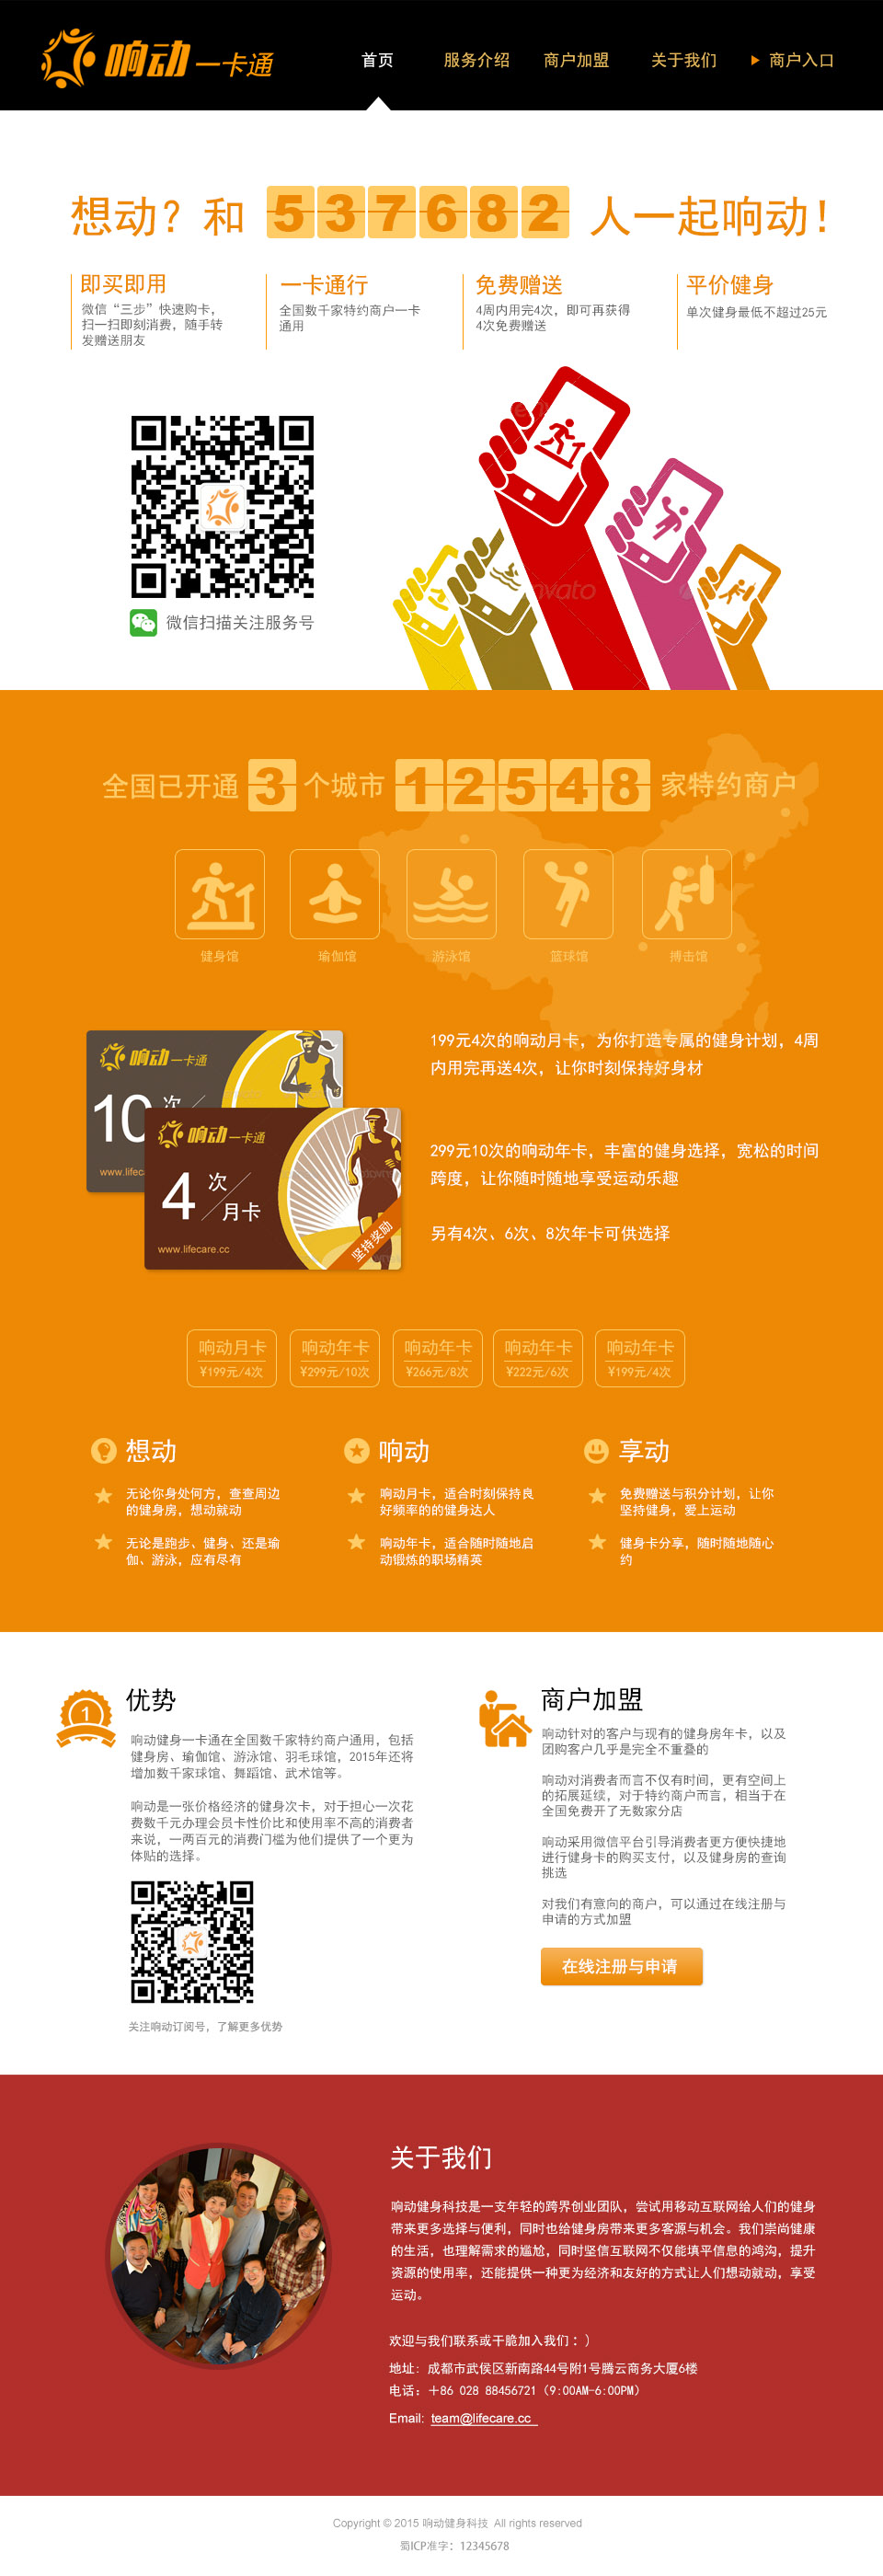 响动一卡通
首页 服务介绍 商户加盟 关于我们 商户入口
想动？和 537682 人一起响动！
即买即用
微信“三步”快速购卡，
扫一扫即刻消费，随手转
发赠送朋友
一卡通行
全国数千家特约商户一卡
通用
免费赠送
4周内用完4次，即可再获得
4次免费赠送
平价健身
单次健身最低不超过25元
微信扫描关注服务号
全国已开通 3 个城市 12548 家特约商户
健身馆 瑜伽馆 游泳馆 篮球馆 搏击馆
响动一卡通
10 次
www.lifec
响动一卡通
4 次/月卡
www.lifecare.cc
坚持奖励
199元4次的响动月卡，为你打造专属的健身计划，4周
内用完再送4次，让你时刻保持好身材
299元10次的响动年卡，丰富的健身选择，宽松的时间
跨度，让你随时随地享受运动乐趣
另有4次、6次、8次年卡可供选择
响动月卡 响动年卡 响动年卡 响动年卡 响动年卡
¥199元/4次 ¥299元/10次 ¥266元/8次 ¥222元/6次 ¥199元/4次
想动
无论你身处何方，查查周边
的健身房，想动就动
无论是跑步、健身、还是瑜
伽、游泳，应有尽有
响动
响动月卡，适合时刻保持良
好频率的的健身达人
响动年卡，适合随时随地启
动锻炼的职场精英
享动
免费赠送与积分计划，让你
坚持健身，爱上运动
健身卡分享，随时随地随心
约
1
优势
响动健身一卡通在全国数千家特约商户通用，包括
健身房、瑜伽馆、游泳馆、羽毛球馆，2015年还将
增加数千家球馆、舞蹈馆、武术馆等。
响动是一张价格经济的健身次卡，对于担心一次花
费数千元办理会员卡性价比和使用率不高的消费者
来说，一两百元的消费门槛为他们提供了一个更为
体贴的选择。
关注响动订阅号，了解更多优势
商户加盟
响动针对的客户与现有的健身房年卡，以及
团购客户几乎是完全不重叠的
响动对消费者而言不仅有时间，更有空间上
的拓展延续，对于特约商户而言，相当于在
全国免费开了无数家分店
响动采用微信平台引导消费者更方便快捷地
进行健身卡的购买支付，以及健身房的查询
挑选
对我们有意向的商户，可以通过在线注册与
申请的方式加盟
在线注册与申请
关于我们
响动健身科技是一支年轻的跨界创业团队，尝试用移动互联网给人们的健身
带来更多选择与便利，同时也给健身房带来更多客源与机会。我们崇尚健康
的生活，也理解需求的尴尬，同时坚信互联网不仅能填平信息的鸿沟，提升
资源的使用率，还能提供一种更为经济和友好的方式让人们想动就动，享受
运动。
欢迎与我们联系或干脆加入我们：）
地址：成都市武侯区新南路44号附1号腾云商务大厦6楼
电话：+86 028 88456721（9:00AM-6:00PM）
Email: team@lifecare.cc
Copyright © 2015 响动健身科技 All rights reserved
蜀ICP准字：12345678